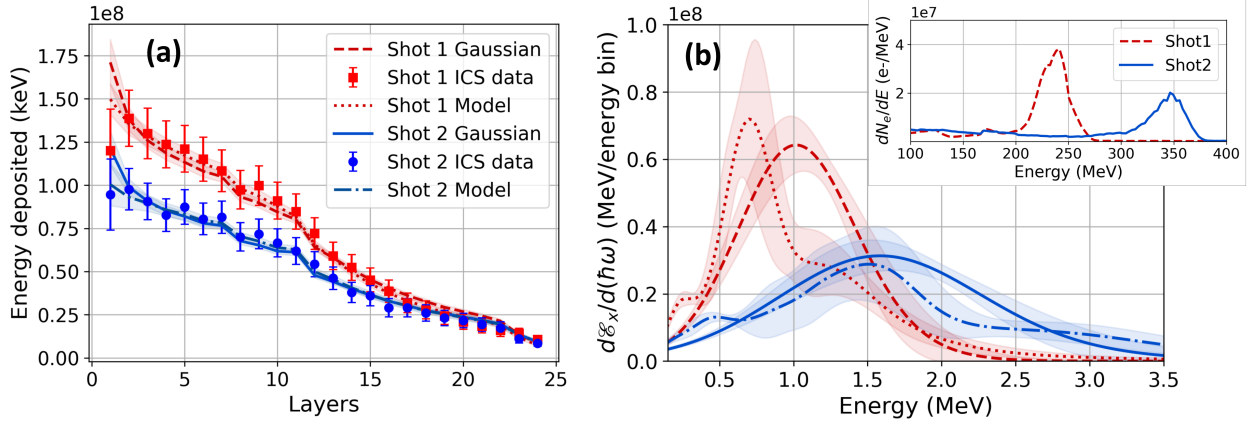 1e8
(a)
Energy deposited (keV)
1.75
1.50
1.25
1.00
0.75
0.50
0.25
0.00
0 5 10 15 20 25
Layers
Shot 1 Gaussian
Shot 1 ICS data
Shot 1 Model
Shot 2 Gaussian
Shot 2 ICS data
Shot 2 Model
1e8
(b)
dℰₓ/d(ℏω) (MeV/energy bin)
1.0
0.8
0.6
0.4
0.2
0.0
0.5 1.0 1.5 2.0 2.5 3.0 3.5
Energy (MeV)
1e7
dNₑ/dE (e-/MeV)
4
2
100 150 200 250 300 350 400
Energy (MeV)
Shot1
Shot2